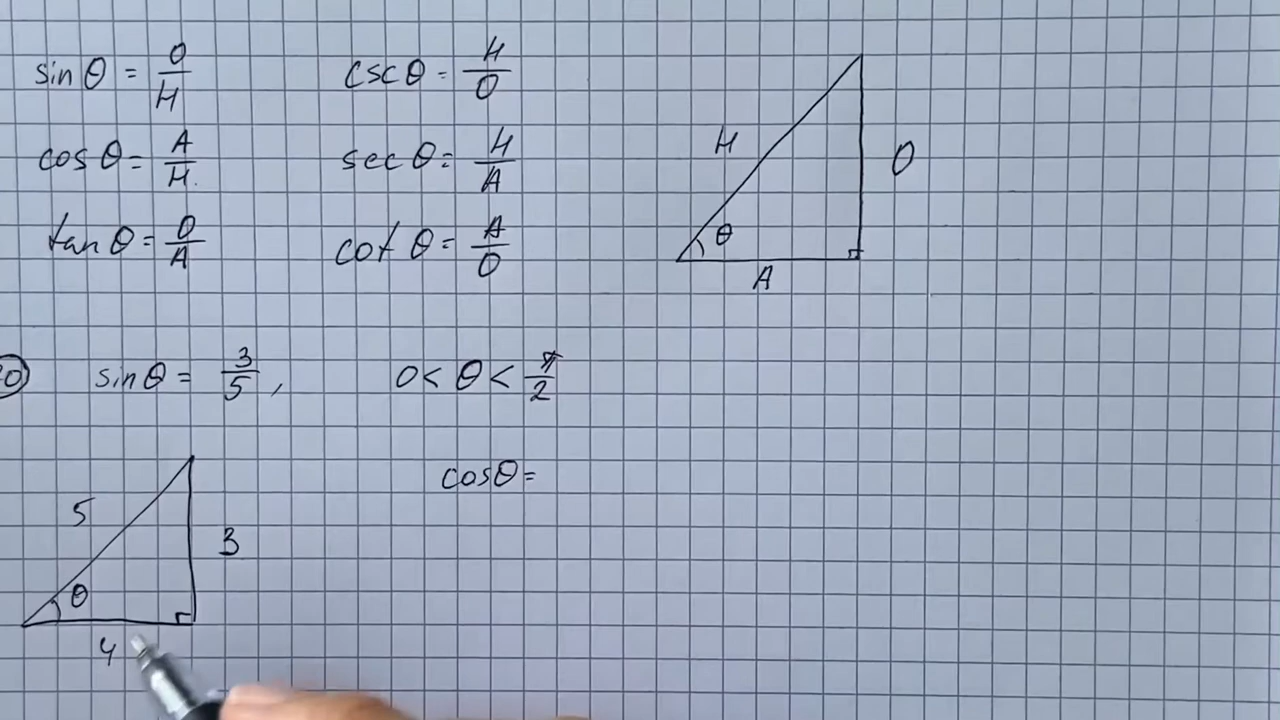 sin θ = O/H    csc θ = H/O
cos θ = A/H.    sec θ = H/A
tan θ = O/A    cot θ = A/O
H
O
θ
A
sin θ = 3/5,    0 < θ < π/2
cos θ =
5
3
θ
4